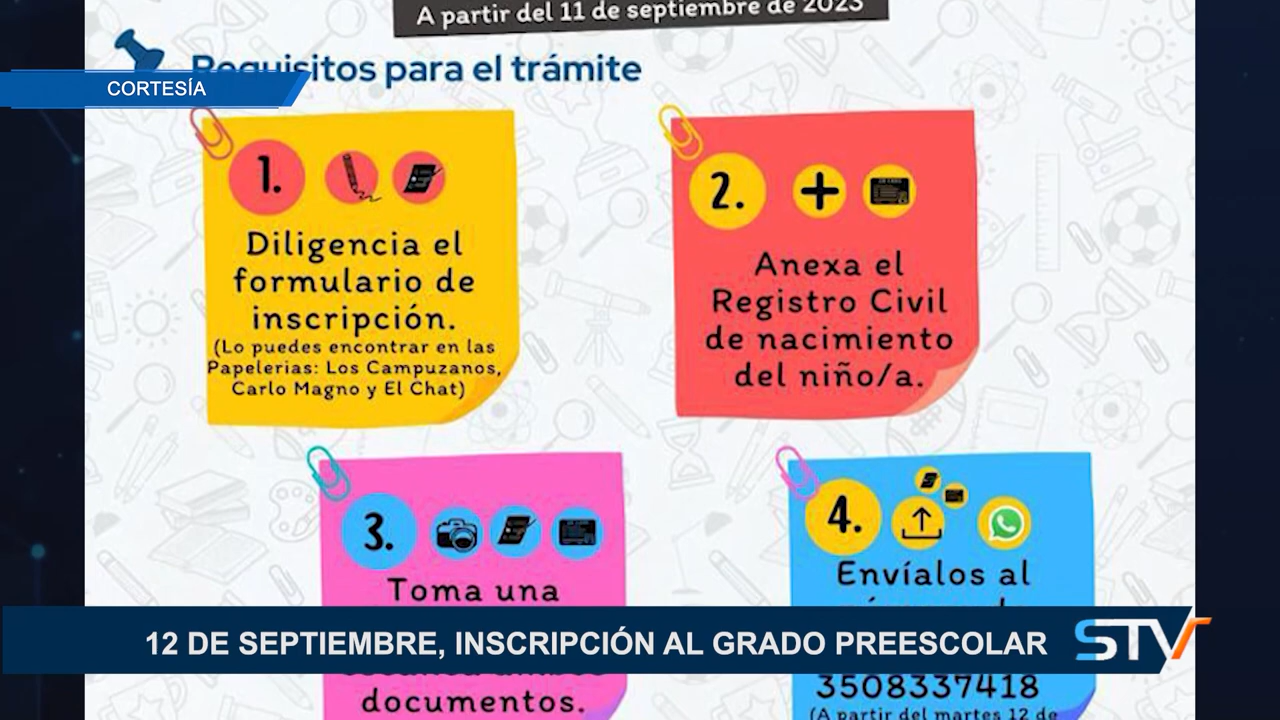 A partir del 11 de septiembre de 2023
Requisitos para el trámite
CORTESÍA
1.
Diligencia el
formulario de
inscripción.
(Lo puedes encontrar en las
Papelerias: Los Campuzanos,
Carlo Magno y El Chat)
2.
Anexa el
Registro Civil
de nacimiento
del niño/a.
3.
Toma una
documentos.
4.
Envíalos al
3508337418
(A partir del martes 12 de
12 DE SEPTIEMBRE, INSCRIPCIÓN AL GRADO PREESCOLAR
STV